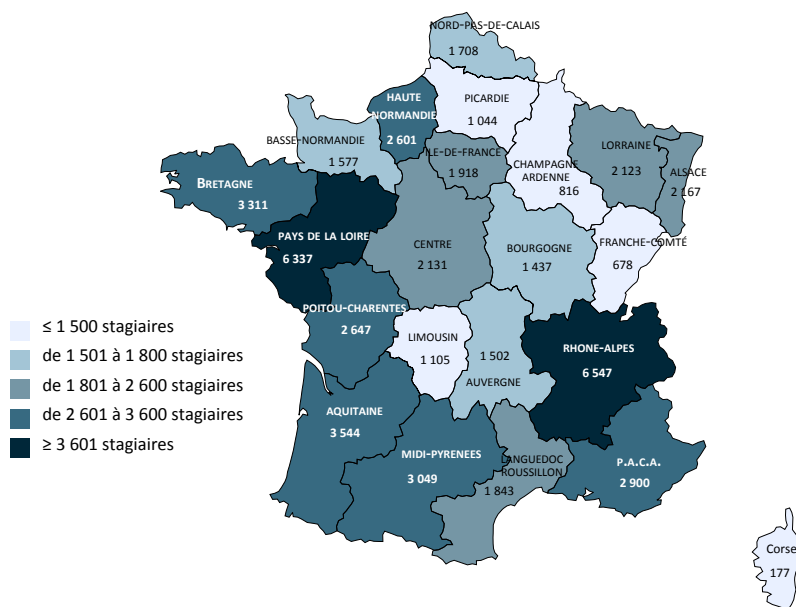 NORD-PAS-DE-CALAIS
1 708
HAUTE
NORMANDIE
2 601
PICARDIE
1 044
BASSE-NORMANDIE
1 577
ILE-DE-FRANCE
1 918
CHAMPAGNE
ARDENNE
816
LORRAINE
2 123
ALSACE
2 167
BRETAGNE
3 311
PAYS DE LA LOIRE
6 337
CENTRE
2 131
BOURGOGNE
1 437
FRANCHE-COMTÉ
678
POITOU-CHARENTES
2 647
LIMOUSIN
1 105
1 502
AUVERGNE
RHONE-ALPES
6 547
≤ 1 500 stagiaires
de 1 501 à 1 800 stagiaires
de 1 801 à 2 600 stagiaires
de 2 601 à 3 600 stagiaires
≥ 3 601 stagiaires
AQUITAINE
3 544
MIDI-PYRENEES
3 049
LANGUEDOC
ROUSSILLON
1 843
P.A.C.A.
2 900
Corse
177